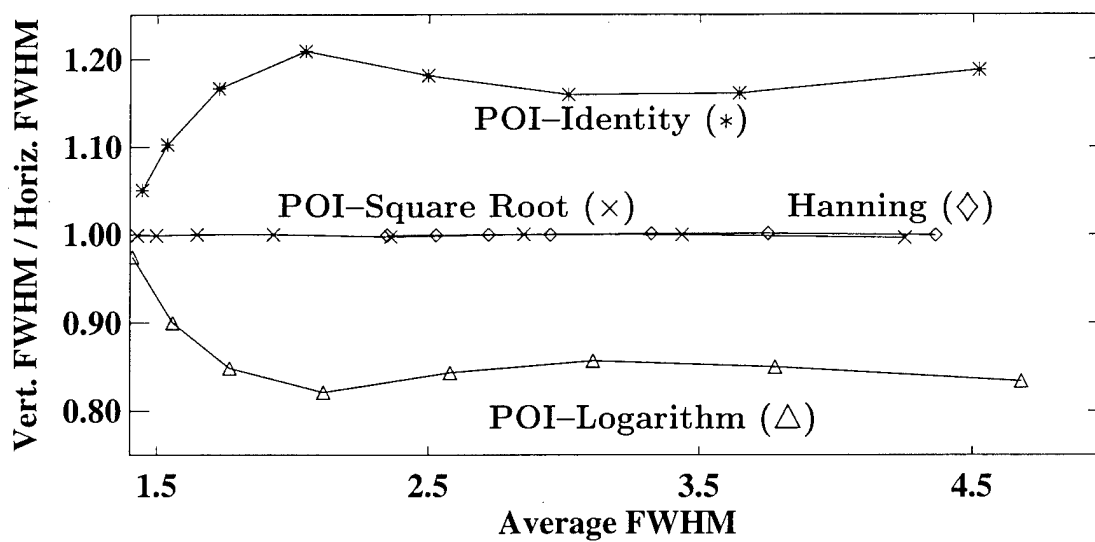 Vert. FWHM / Horiz. FWHM
1.20
1.10
1.00
0.90
0.80
POI–Identity (∗)
POI–Square Root (×)
Hanning (◇)
POI–Logarithm (△)
1.5 2.5 3.5 4.5
Average FWHM